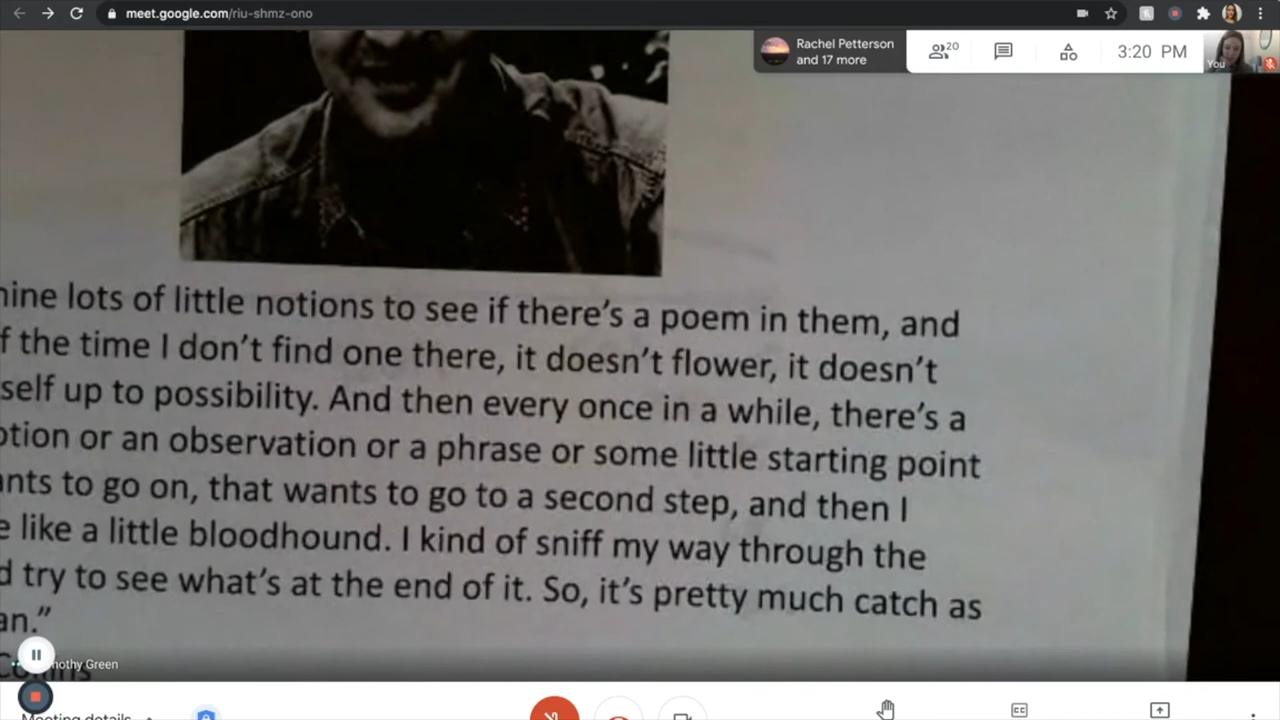 meet.google.com/riu-shmz-ono
Rachel Petterson
and 17 more
20
3:20 PM
You
lots of little notions to see if there's a poem in them, and
the time I don't find one there, it doesn't flower, it doesn't
self up to possibility. And then every once in a while, there's a
or an observation or a phrase or some little starting point
to go on, that wants to go to a second step, and then I
like a little bloodhound. I kind of sniff my way through the
try to see what's at the end of it. So, it's pretty much catch as
an."
Green
Meeting details